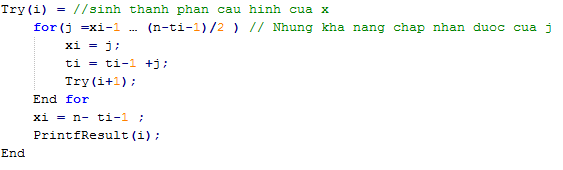 Try(i) = //sinh thanh phan cau hinh cua x
for(j =xi-1 … (n-ti-1)/2 ) // Nhung kha nang chap nhan duoc cua j
xi = j;
ti = ti-1 +j;
Try(i+1);
End for
xi = n- ti-1 ;
PrintfResult(i);
End